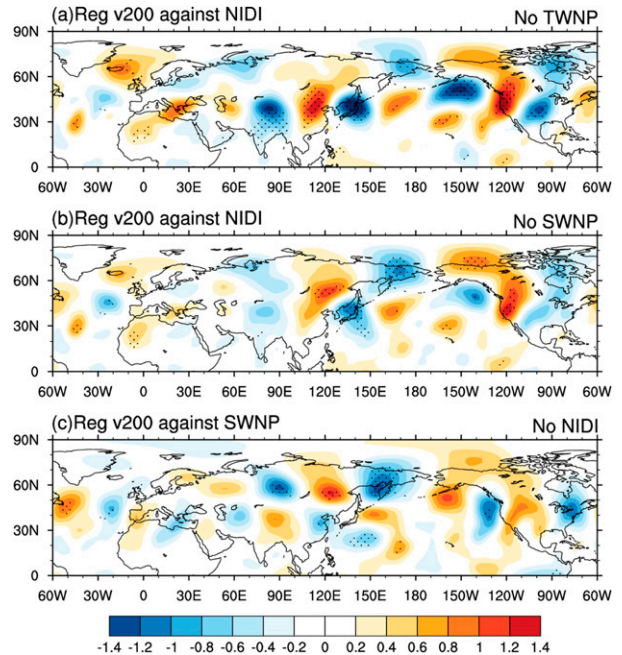 (a)Reg v200 against NIDI No TWNP
90N
60N
30N
0
60W 30W 0 30E 60E 90E 120E 150E 180 150W 120W 90W 60W
(b)Reg v200 against NIDI No SWNP
90N
60N
30N
0
60W 30W 0 30E 60E 90E 120E 150E 180 150W 120W 90W 60W
(c)Reg v200 against SWNP No NIDI
90N
60N
30N
0
60W 30W 0 30E 60E 90E 120E 150E 180 150W 120W 90W 60W
-1.4 -1.2 -1 -0.8 -0.6 -0.4 -0.2 0 0.2 0.4 0.6 0.8 1 1.2 1.4